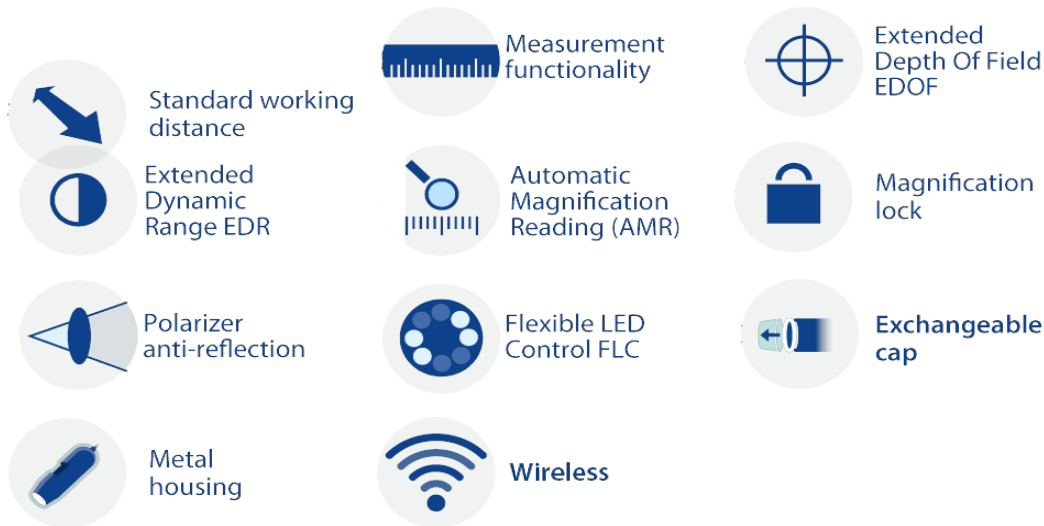 Standard working
distance
Measurement
functionality
Extended
Depth Of Field
EDOF
Extended
Dynamic
Range EDR
Automatic
Magnification
Reading (AMR)
Magnification
lock
Polarizer
anti-reflection
Flexible LED
Control FLC
Exchangeable
cap
Metal
housing
Wireless